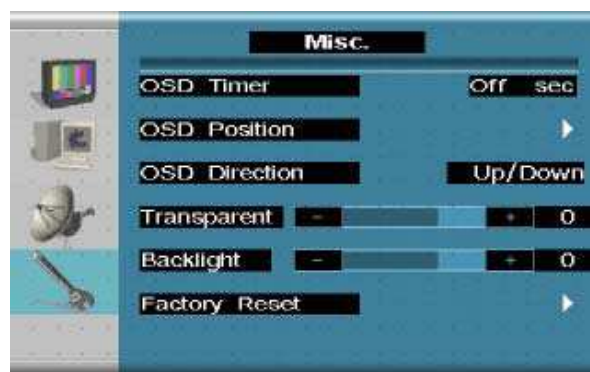 Misc.
OSD Timer Off sec
OSD Position
OSD Direction Up/Down
Transparent - + 0
Backlight - + 0
Factory Reset